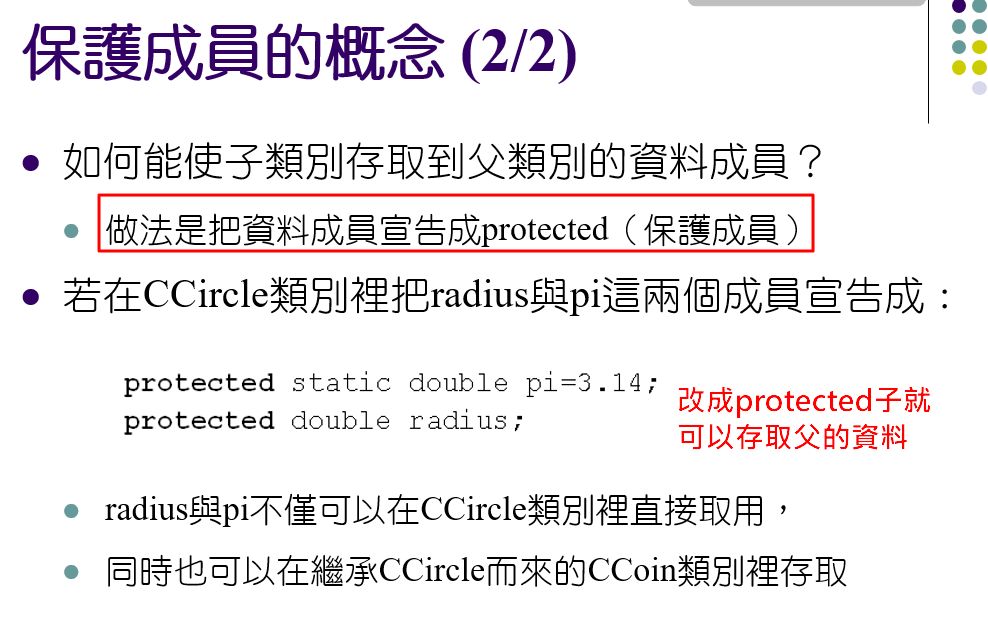 保護成員的概念 (2/2)
如何能使子類別存取到父類別的資料成員？
做法是把資料成員宣告成protected（保護成員）
若在CCircle類別裡把radius與pi這兩個成員宣告成：
protected static double pi=3.14;
protected double radius;
改成protected子就
可以存取父的資料
radius與pi不僅可以在CCircle類別裡直接取用，
同時也可以在繼承CCircle而來的CCoin類別裡存取